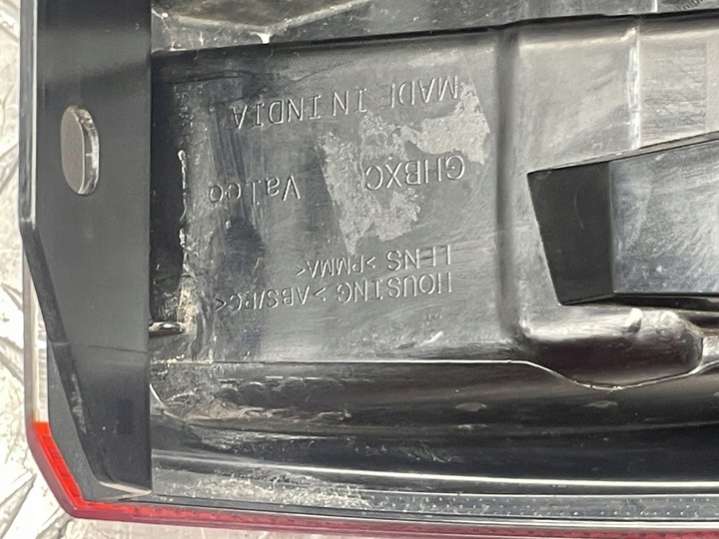 HOUSING >ABS/PC<
LENS >PMMA<
GHBXC Valeo
MADE IN INDIA